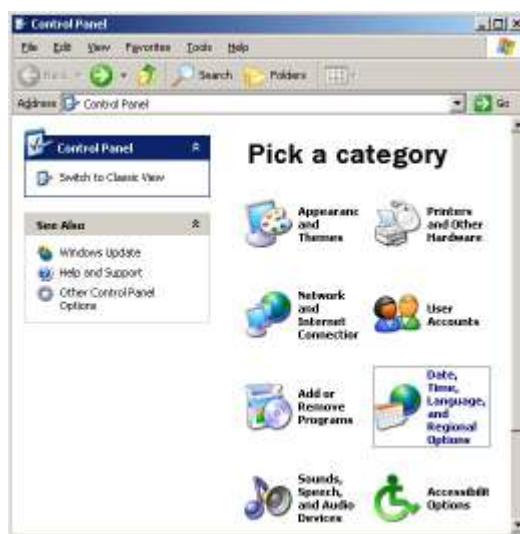 Control Panel
File Edit View Favorites Tools Help
Search Folders
Address Control Panel Go
Control Panel
Switch to Classic View
See Also
Windows Update
Help and Support
Other Control Panel
Options
Pick a category
Appearanc
and
Themes
Printers
and Other
Hardware
Network
and
Internet
Connection
User
Accounts
Add or
Remove
Programs
Date,
Time,
Language,
and
Regional
Options
Sounds,
Speech,
and Audio
Devices
Accessibilit
Options